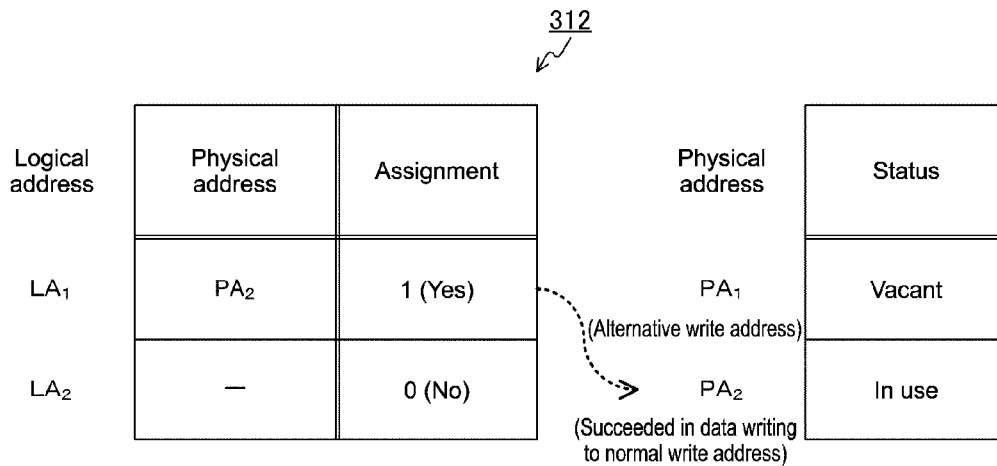 312
Logical
address
Physical
address
Assignment
Physical
address
Status
LA₁
PA₂
1 (Yes)
PA₁
(Alternative write address)
Vacant
LA₂
—
0 (No)
PA₂
(Succeeded in data writing
to normal write address)
In use